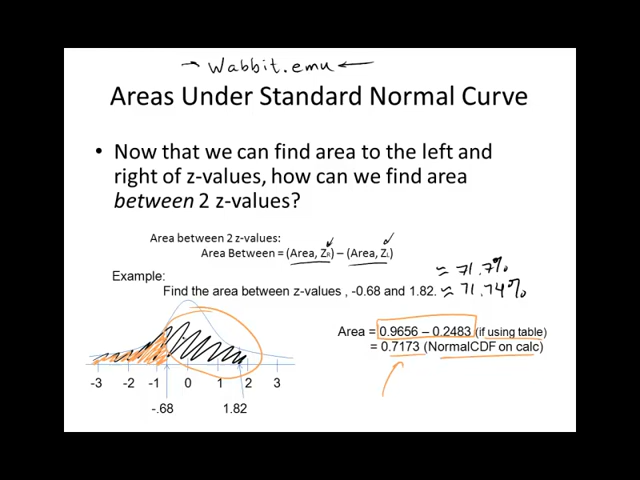 → Wabbit.emu ←
Areas Under Standard Normal Curve
• Now that we can find area to the left and
right of z-values, how can we find area
between 2 z-values?
Area between 2 z-values:
Area Between = (Area, ZR) – (Area, ZL)
≈ 71.7%
Example:
Find the area between z-values , -0.68 and 1.82.
≈ 71.74%
Area = 0.9656 – 0.2483 (if using table)
= 0.7173 (NormalCDF on calc)
-3 -2 -1 0 1 2 3
-.68 1.82